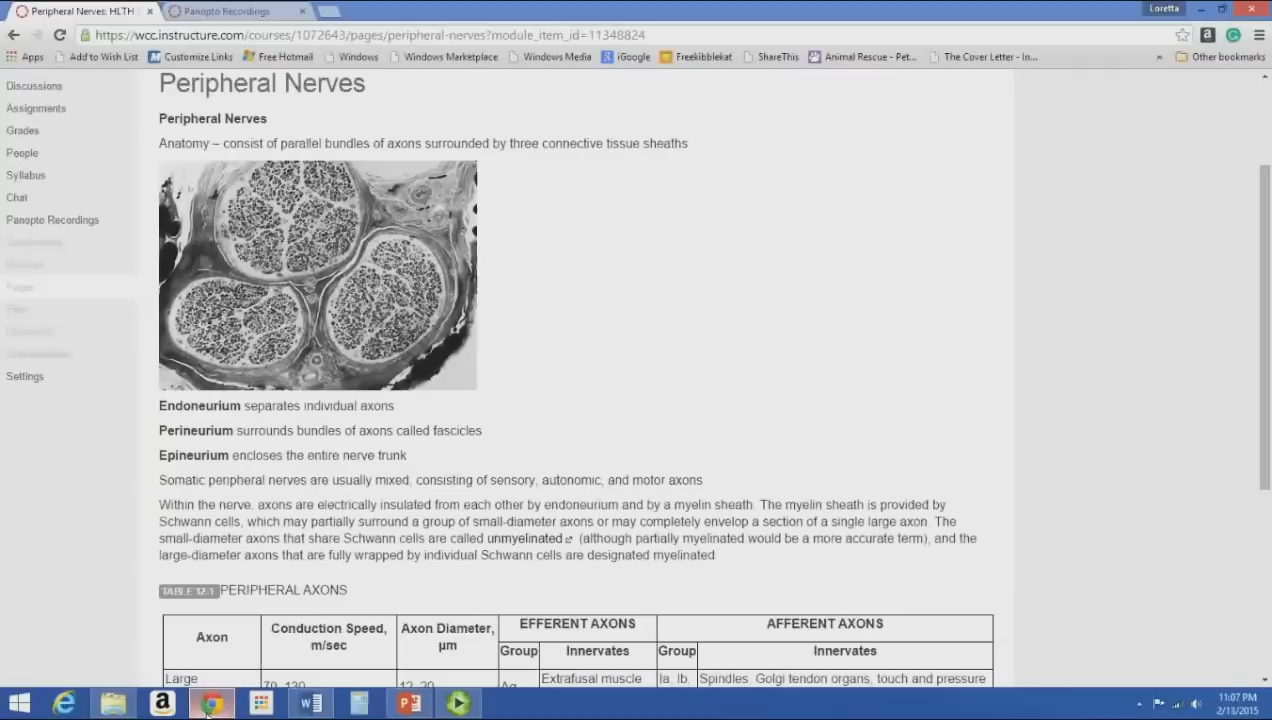 Peripheral Nerves: HLTH
Panopto Recordings
Loretta
https://wcc.instructure.com/courses/1072643/pages/peripheral-nerves?module_item_id=11348824
Apps Add to Wish List Customize Links Free Hotmail Windows Windows Marketplace Windows Media iGoogle Freekibblekat ShareThis Animal Rescue - Pet... The Cover Letter - In... » Other bookmarks
Discussions
Assignments
Grades
People
Syllabus
Chat
Panopto Recordings
Pages
Settings
Peripheral Nerves
Peripheral Nerves
Anatomy – consist of parallel bundles of axons surrounded by three connective tissue sheaths
Endoneurium separates individual axons
Perineurium surrounds bundles of axons called fascicles
Epineurium encloses the entire nerve trunk
Somatic peripheral nerves are usually mixed, consisting of sensory, autonomic, and motor axons
Within the nerve, axons are electrically insulated from each other by endoneurium and by a myelin sheath. The myelin sheath is provided by
Schwann cells, which may partially surround a group of small-diameter axons or may completely envelop a section of a single large axon. The
small-diameter axons that share Schwann cells are called unmyelinated (although partially myelinated would be a more accurate term), and the
large-diameter axons that are fully wrapped by individual Schwann cells are designated myelinated.
TABLE 12-1 PERIPHERAL AXONS
Axon
Conduction Speed,
m/sec
Axon Diameter,
µm
EFFERENT AXONS
AFFERENT AXONS
Group Innervates Group Innervates
Large Extrafusal muscle Ia, Ib, Spindles, Golgi tendon organs, touch and pressure
70–130 12–20
11:07 PM
2/13/2015